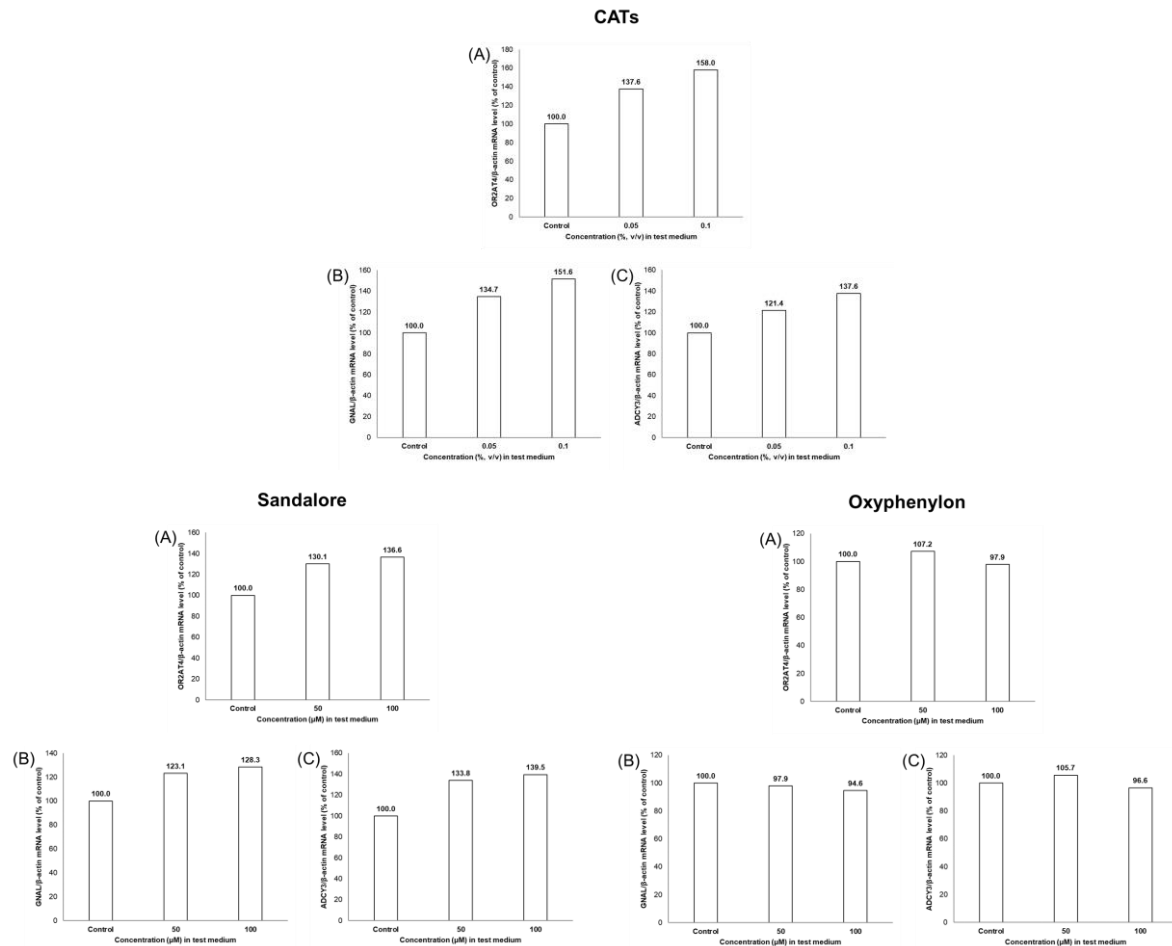 CATs
(A)
OR2AT4/β-actin mRNA level (% of control)
180
160
140
120
100
80
60
40
20
0
100.0
137.6
158.0
Control 0.05 0.1
Concentration (%, v/v) in test medium
(B)
GNAL/β-actin mRNA level (% of control)
160
140
120
100
80
60
40
20
0
100.0
134.7
151.6
Control 0.05 0.1
Concentration (%, v/v) in test medium
(C)
ADCY3/β-actin mRNA level (% of control)
160
140
120
100
80
60
40
20
0
100.0
121.4
137.6
Control 0.05 0.1
Concentration (%, v/v) in test medium
Sandalore
(A)
OR2AT4/β-actin mRNA level (% of control)
160
140
120
100
80
60
40
20
0
100.0
130.1
136.6
Control 50 100
Concentration (μM) in test medium
(B)
GNAL/β-actin mRNA level (% of control)
140
120
100
80
60
40
20
0
100.0
123.1
128.3
Control 50 100
Concentration (μM) in test medium
(C)
ADCY3/β-actin mRNA level (% of control)
160
140
120
100
80
60
40
20
0
100.0
133.8
139.5
Control 50 100
Concentration (μM) in test medium
Oxyphenylon
(A)
OR2AT4/β-actin mRNA level (% of control)
120
100
80
60
40
20
0
100.0
107.2
97.9
Control 50 100
Concentration (μM) in test medium
(B)
GNAL/β-actin mRNA level (% of control)
120
100
80
60
40
20
0
100.0
97.9
94.6
Control 50 100
Concentration (μM) in test medium
(C)
ADCY3/β-actin mRNA level (% of control)
120
100
80
60
40
20
0
100.0
105.7
96.6
Control 50 100
Concentration (μM) in test medium